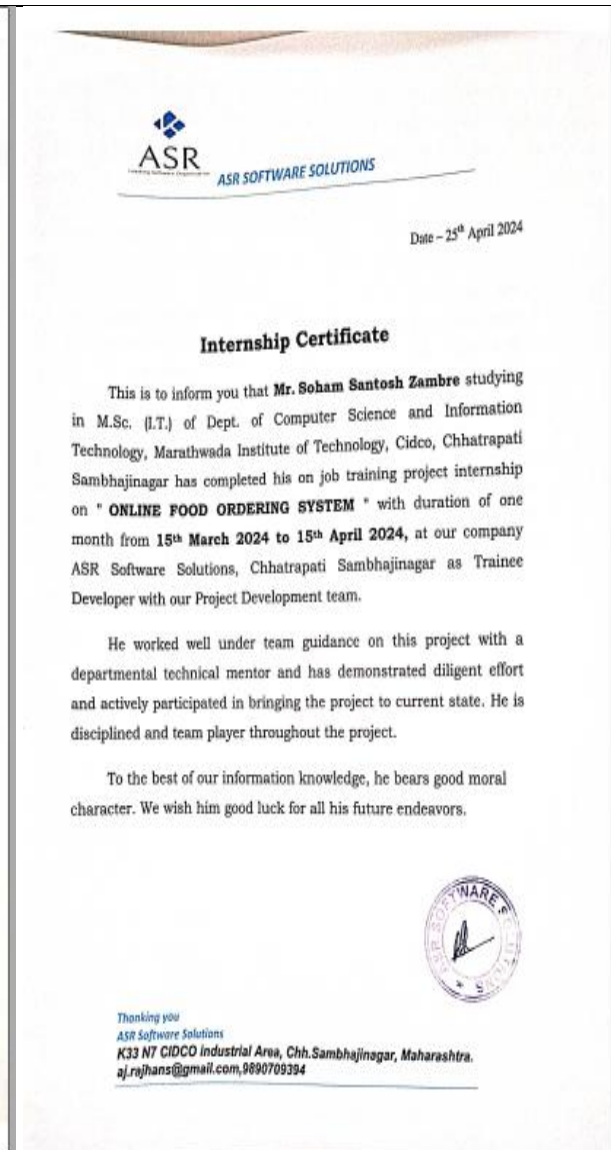 ASR
ASR SOFTWARE SOLUTIONS
Date – 25th April 2024
Internship Certificate
This is to inform you that Mr. Soham Santosh Zambre studying
in M.Sc. (I.T.) of Dept. of Computer Science and Information
Technology, Marathwada Institute of Technology, Cidco, Chhatrapati
Sambhajinagar has completed his on job training project internship
on " ONLINE FOOD ORDERING SYSTEM " with duration of one
month from 15th March 2024 to 15th April 2024, at our company
ASR Software Solutions, Chhatrapati Sambhajinagar as Trainee
Developer with our Project Development team.
He worked well under team guidance on this project with a
departmental technical mentor and has demonstrated diligent effort
and actively participated in bringing the project to current state. He is
disciplined and team player throughout the project.
To the best of our information knowledge, he bears good moral
character. We wish him good luck for all his future endeavors.
ASR SOFTWARE SOLUTIONS
Thanking you
ASR Software Solutions
K33 N7 CIDCO Industrial Area, Chh.Sambhajinagar, Maharashtra.
aj.rajhans@gmail.com,9890709394